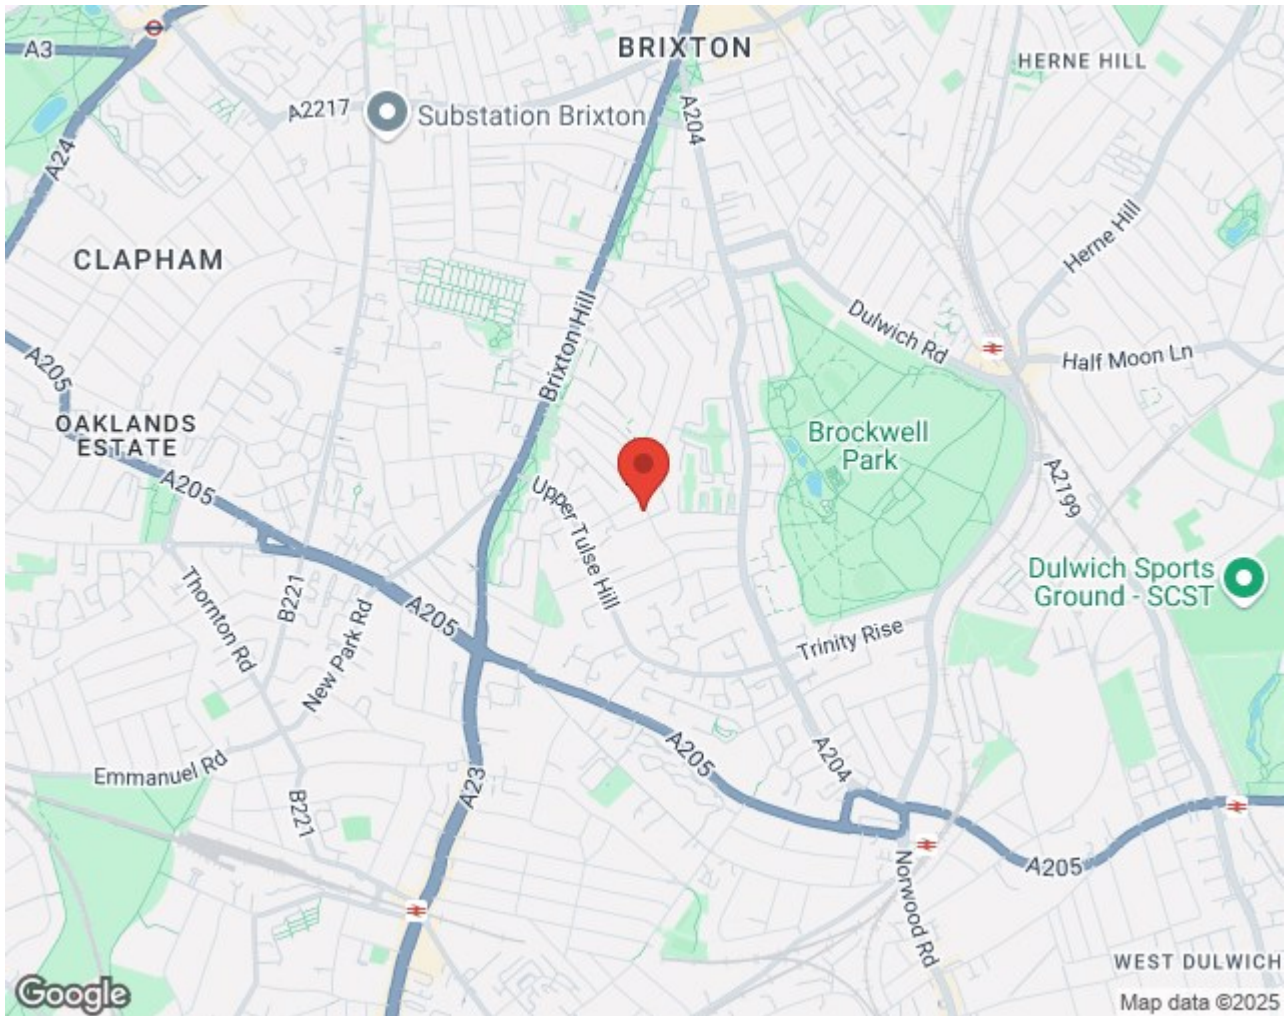 BRIXTON
A3
HERNE HILL
A2217
Substation Brixton
A204
A24
Herne Hill
CLAPHAM
Brixton Hill
Dulwich Rd
Half Moon Ln
A205
OAKLANDS
ESTATE
Brockwell
Park
A205
A2199
Upper Tulse Hill
Dulwich Sports
Ground - SCST
Thornton Rd
B221
New Park Rd
A205
Trinity Rise
A205
A204
Emmanuel Rd
A23
B221
A205
Norwood Rd
WEST DULWICH
Google
Map data ©2025